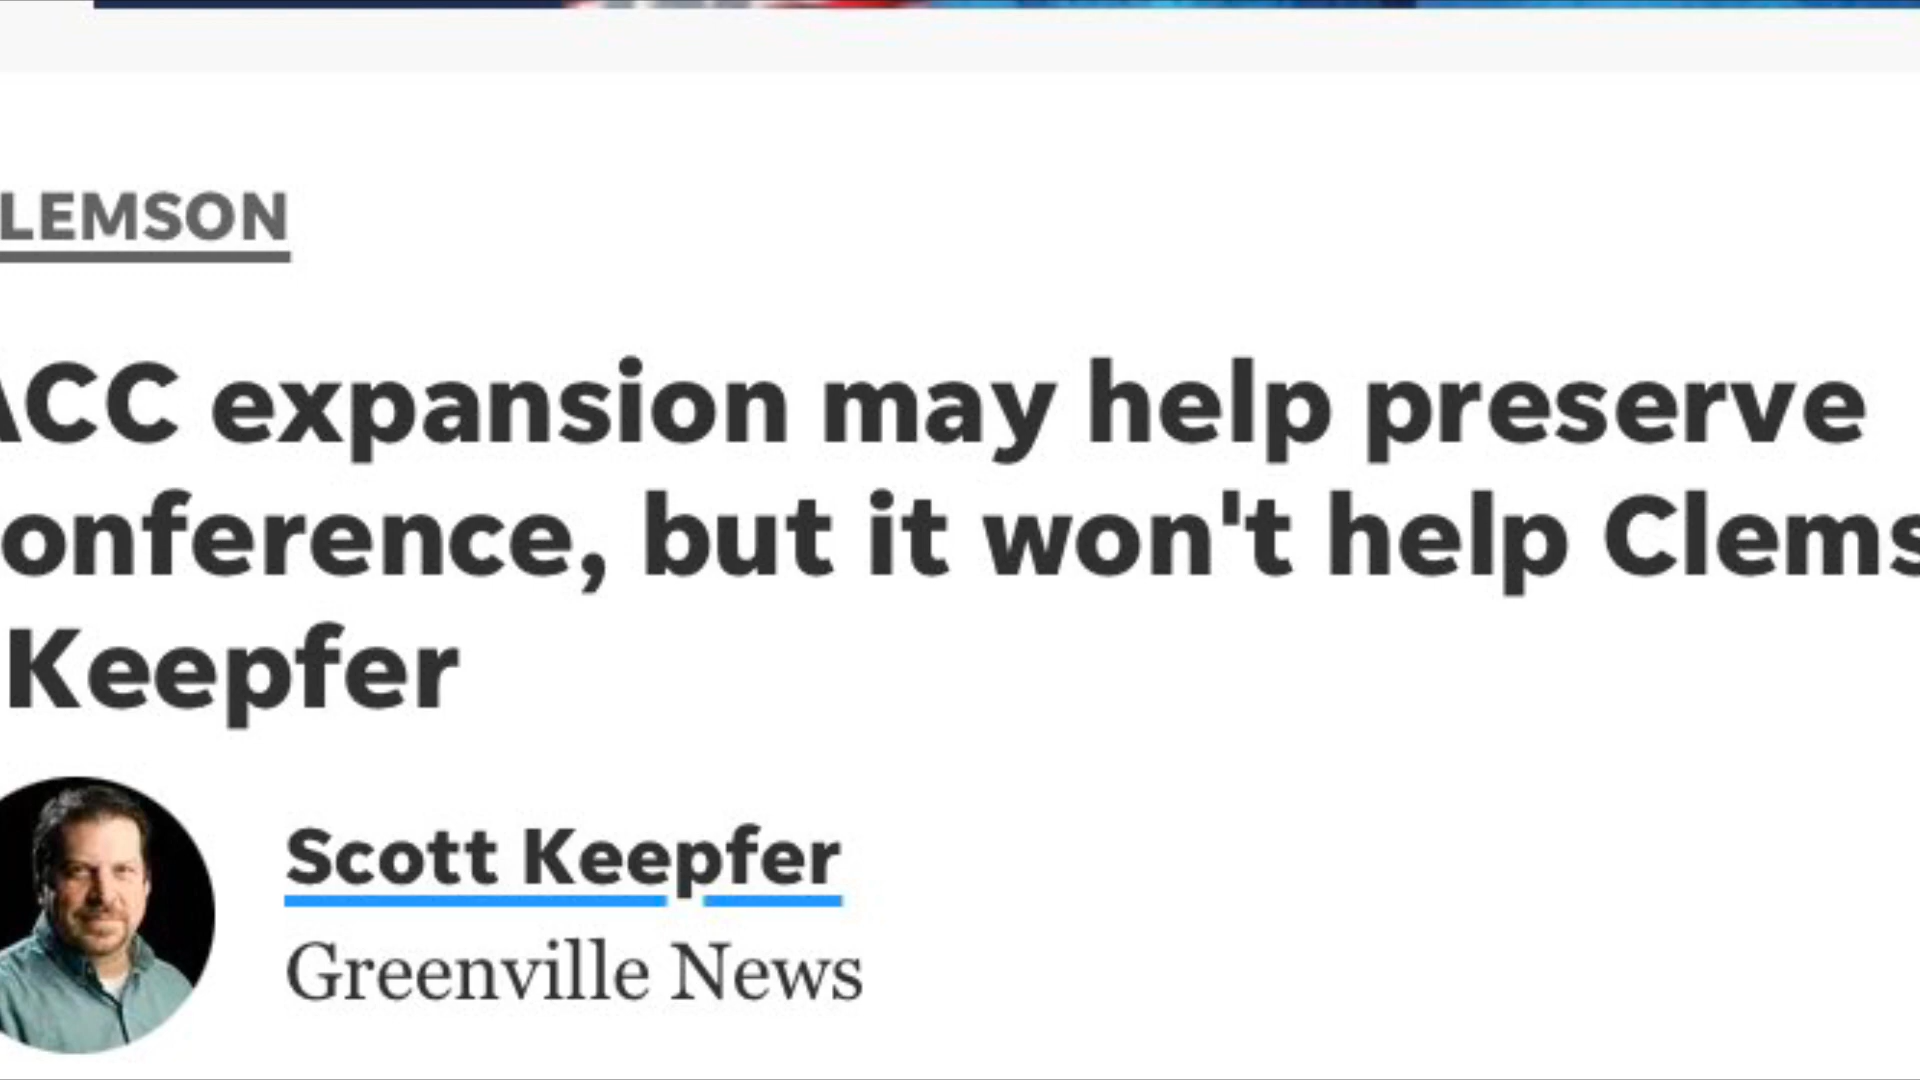 LEMSON
ACC expansion may help preserve
onference, but it won't help Clems
Keepfer
Scott Keepfer
Greenville News